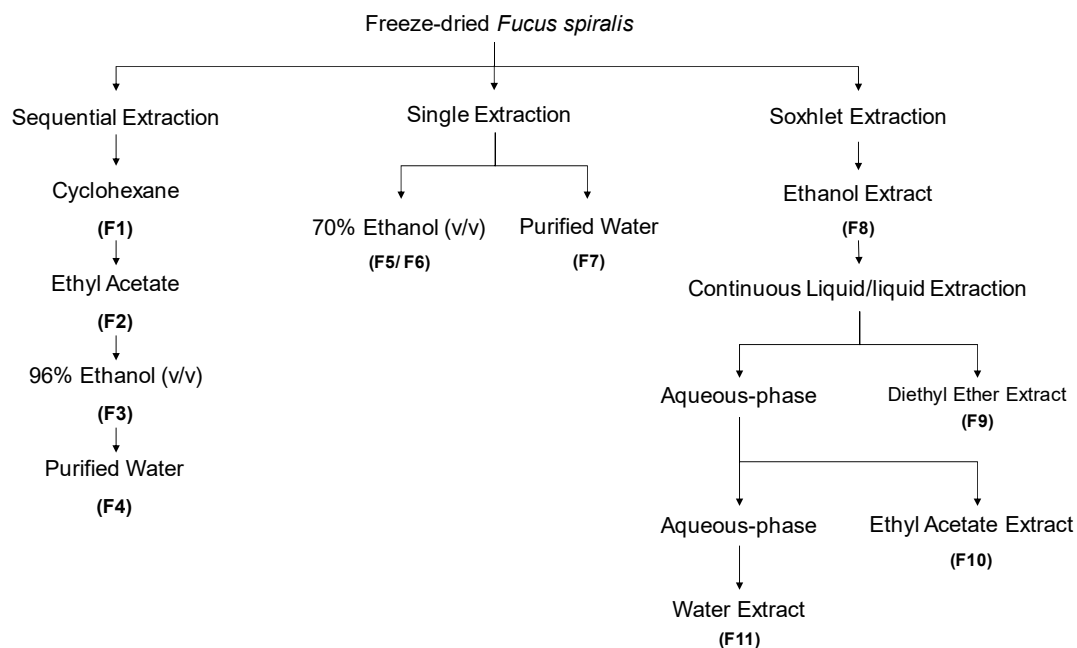 Freeze-dried Fucus spiralis
Sequential Extraction
Cyclohexane
(F1)
Ethyl Acetate
(F2)
96% Ethanol (v/v)
(F3)
Purified Water
(F4)
Single Extraction
70% Ethanol (v/v)
(F5/ F6)
Purified Water
(F7)
Soxhlet Extraction
Ethanol Extract
(F8)
Continuous Liquid/liquid Extraction
Aqueous-phase
Diethyl Ether Extract
(F9)
Aqueous-phase
Ethyl Acetate Extract
(F10)
Water Extract
(F11)